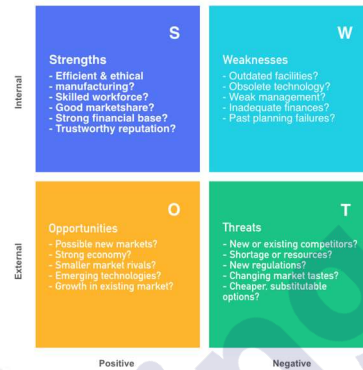 S
Strengths
- Efficient & ethical
- manufacturing?
- Skilled workforce?
- Good marketshare?
- Strong financial base?
- Trustworthy reputation?
W
Weaknesses
- Outdated facilities?
- Obsolete technology?
- Weak management?
- Inadequate finances?
- Past planning failures?
Internal
O
Opportunities
- Possible new markets?
- Strong economy?
- Smaller market rivals?
- Emerging technologies?
- Growth in existing market?
T
Threats
- New or existing competitors?
- Shortage or resources?
- New regulations?
- Changing market tastes?
- Cheaper, substitutable
options?
External
Positive
Negative